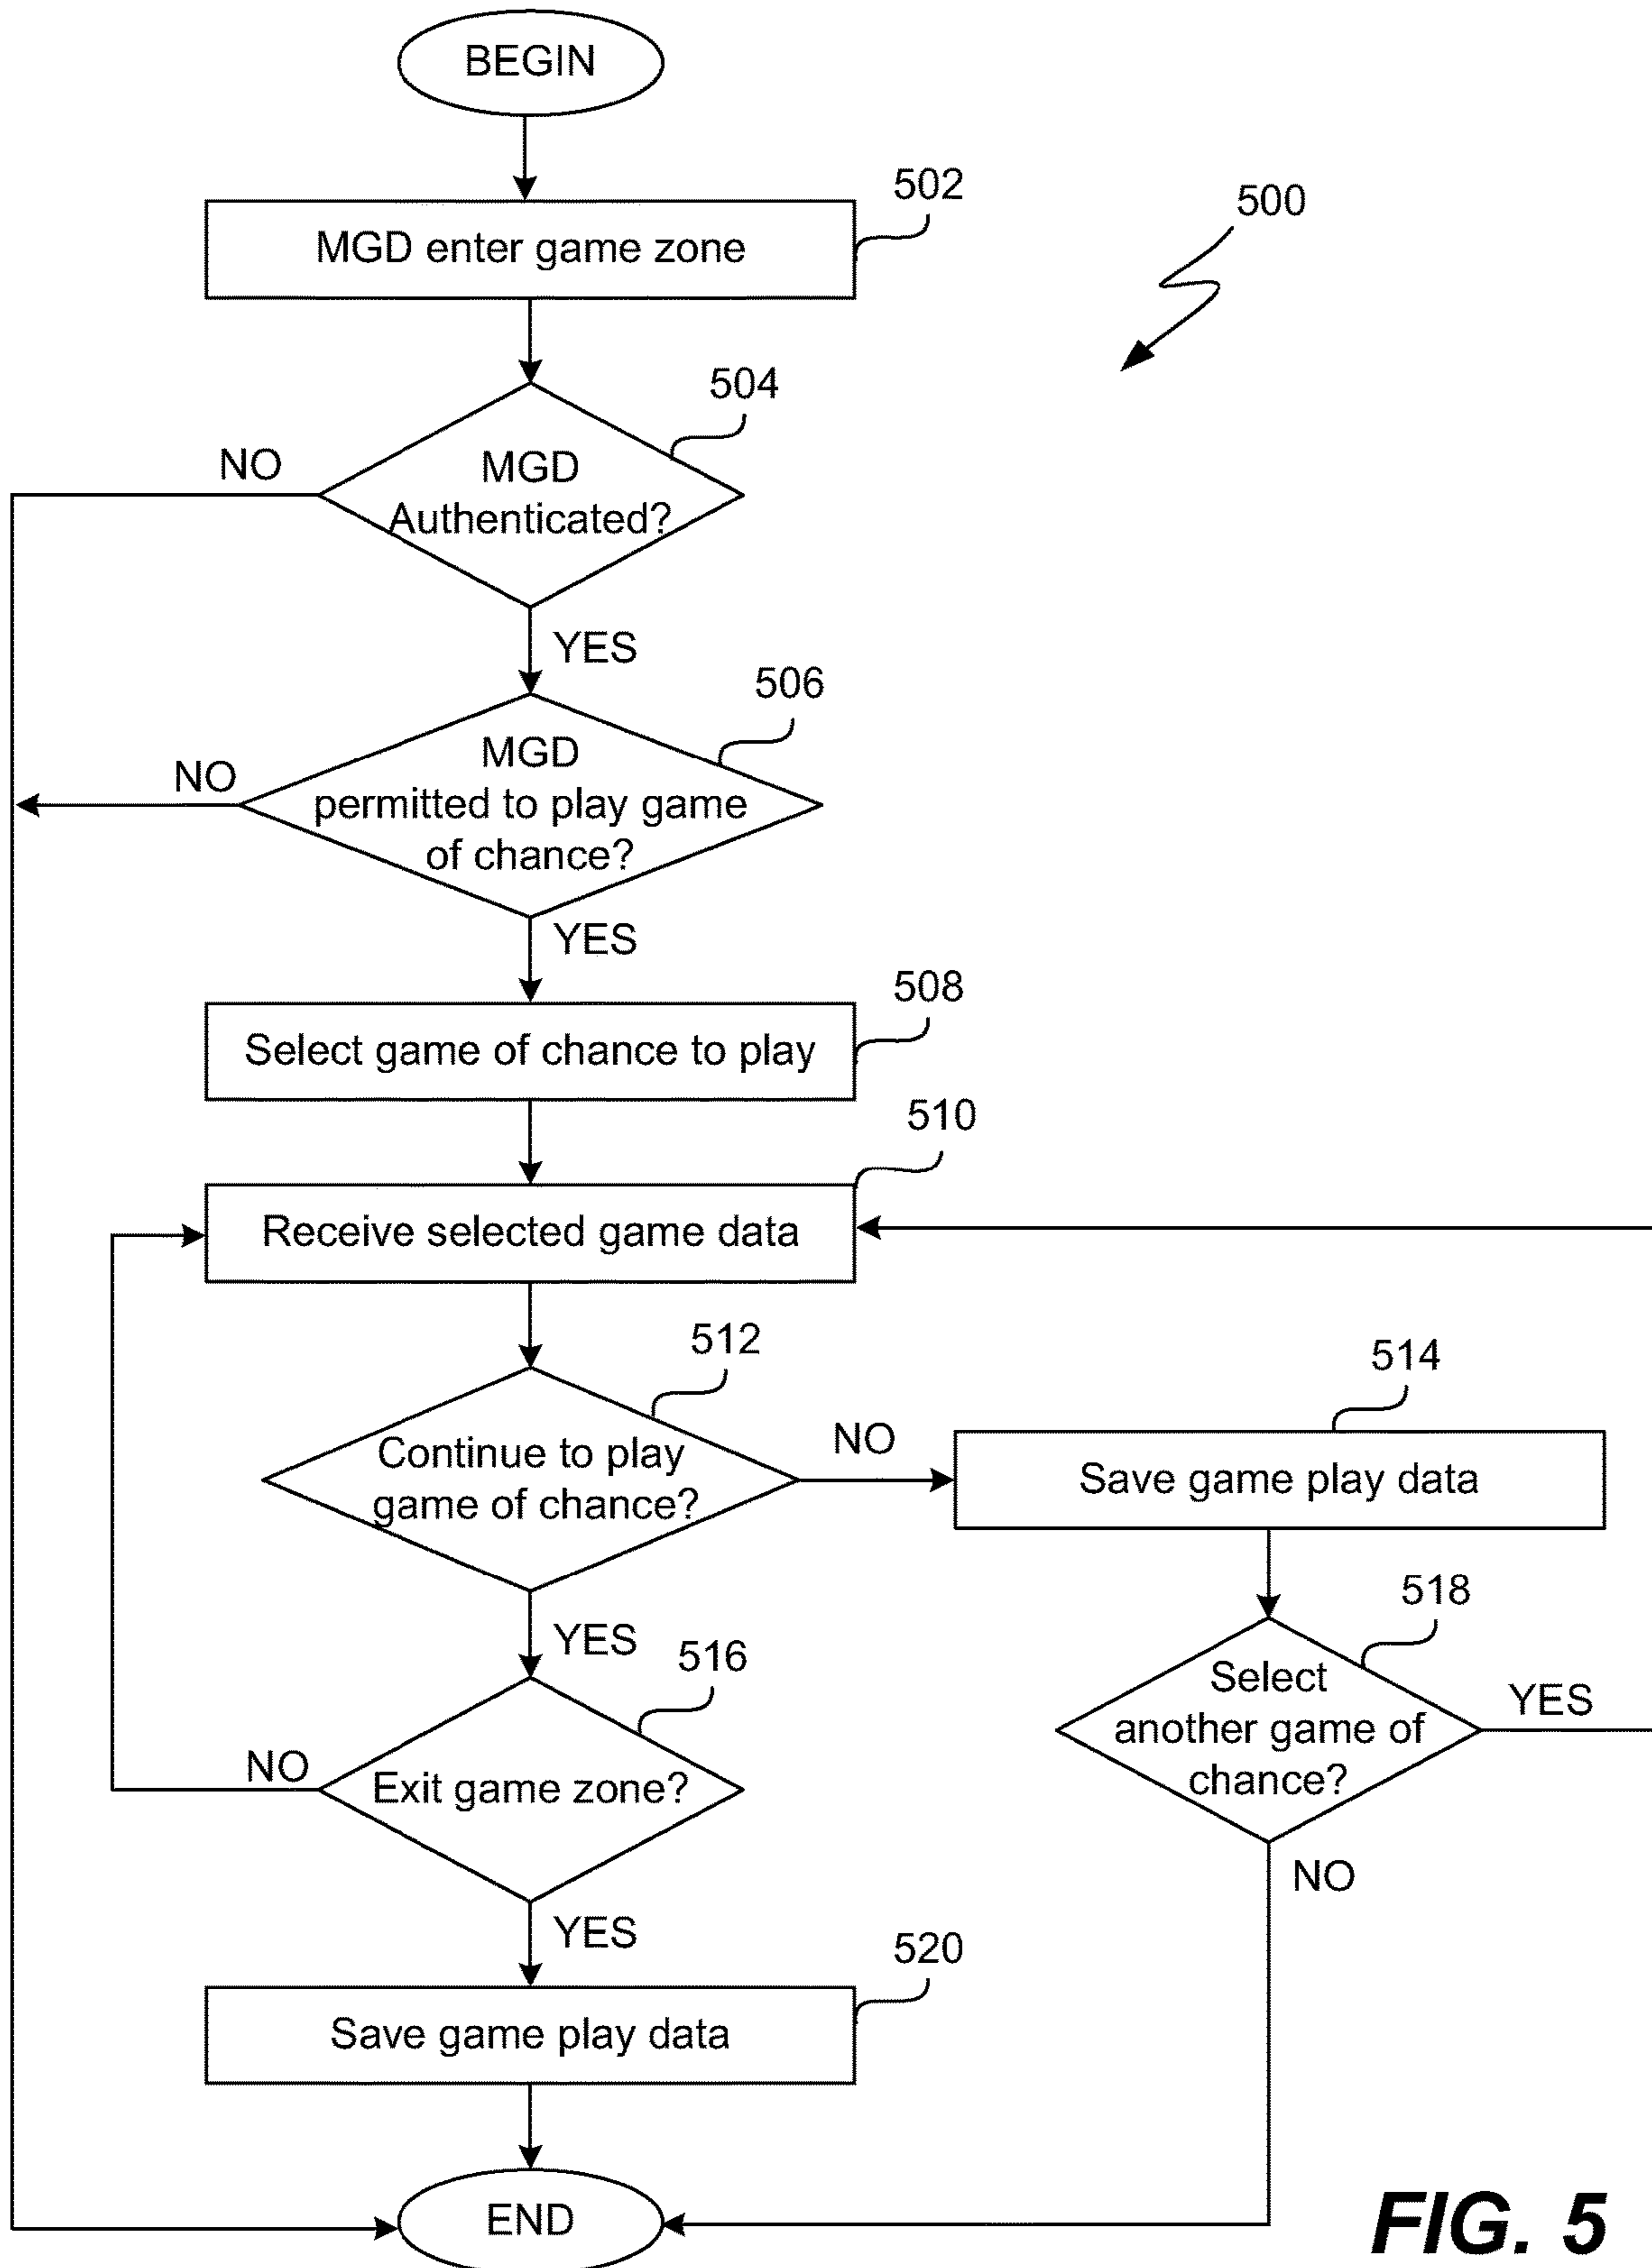 BEGIN
502
MGD enter game zone
500
504
NO
MGD
Authenticated?
YES
506
NO
MGD
permitted to play game
of chance?
YES
508
Select game of chance to play
510
Receive selected game data
512
514
Continue to play
game of chance?
NO
Save game play data
518
YES
516
Select
another game of
chance?
YES
NO
Exit game zone?
NO
YES
520
Save game play data
END
FIG. 5